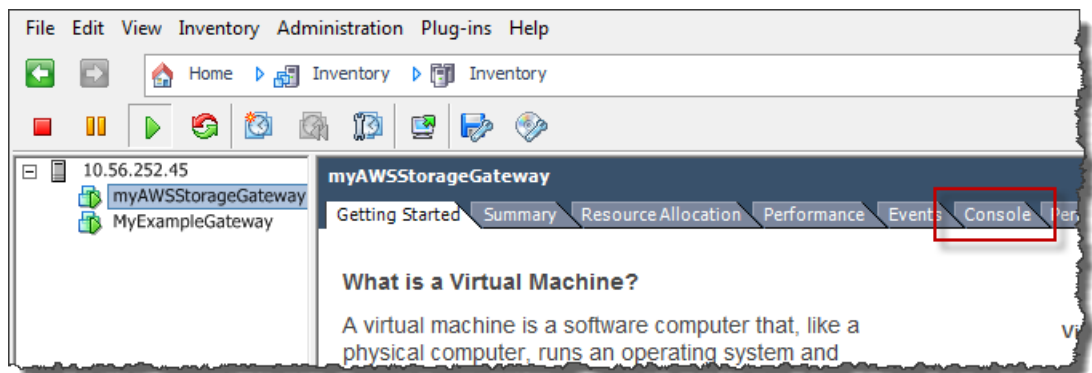 File Edit View Inventory Administration Plug-ins Help
Home Inventory Inventory
10.56.252.45
myAWSStorageGateway
MyExampleGateway
myAWSStorageGateway
Getting Started Summary Resource Allocation Performance Events Console
What is a Virtual Machine?
A virtual machine is a software computer that, like a
physical computer, runs an operating system and